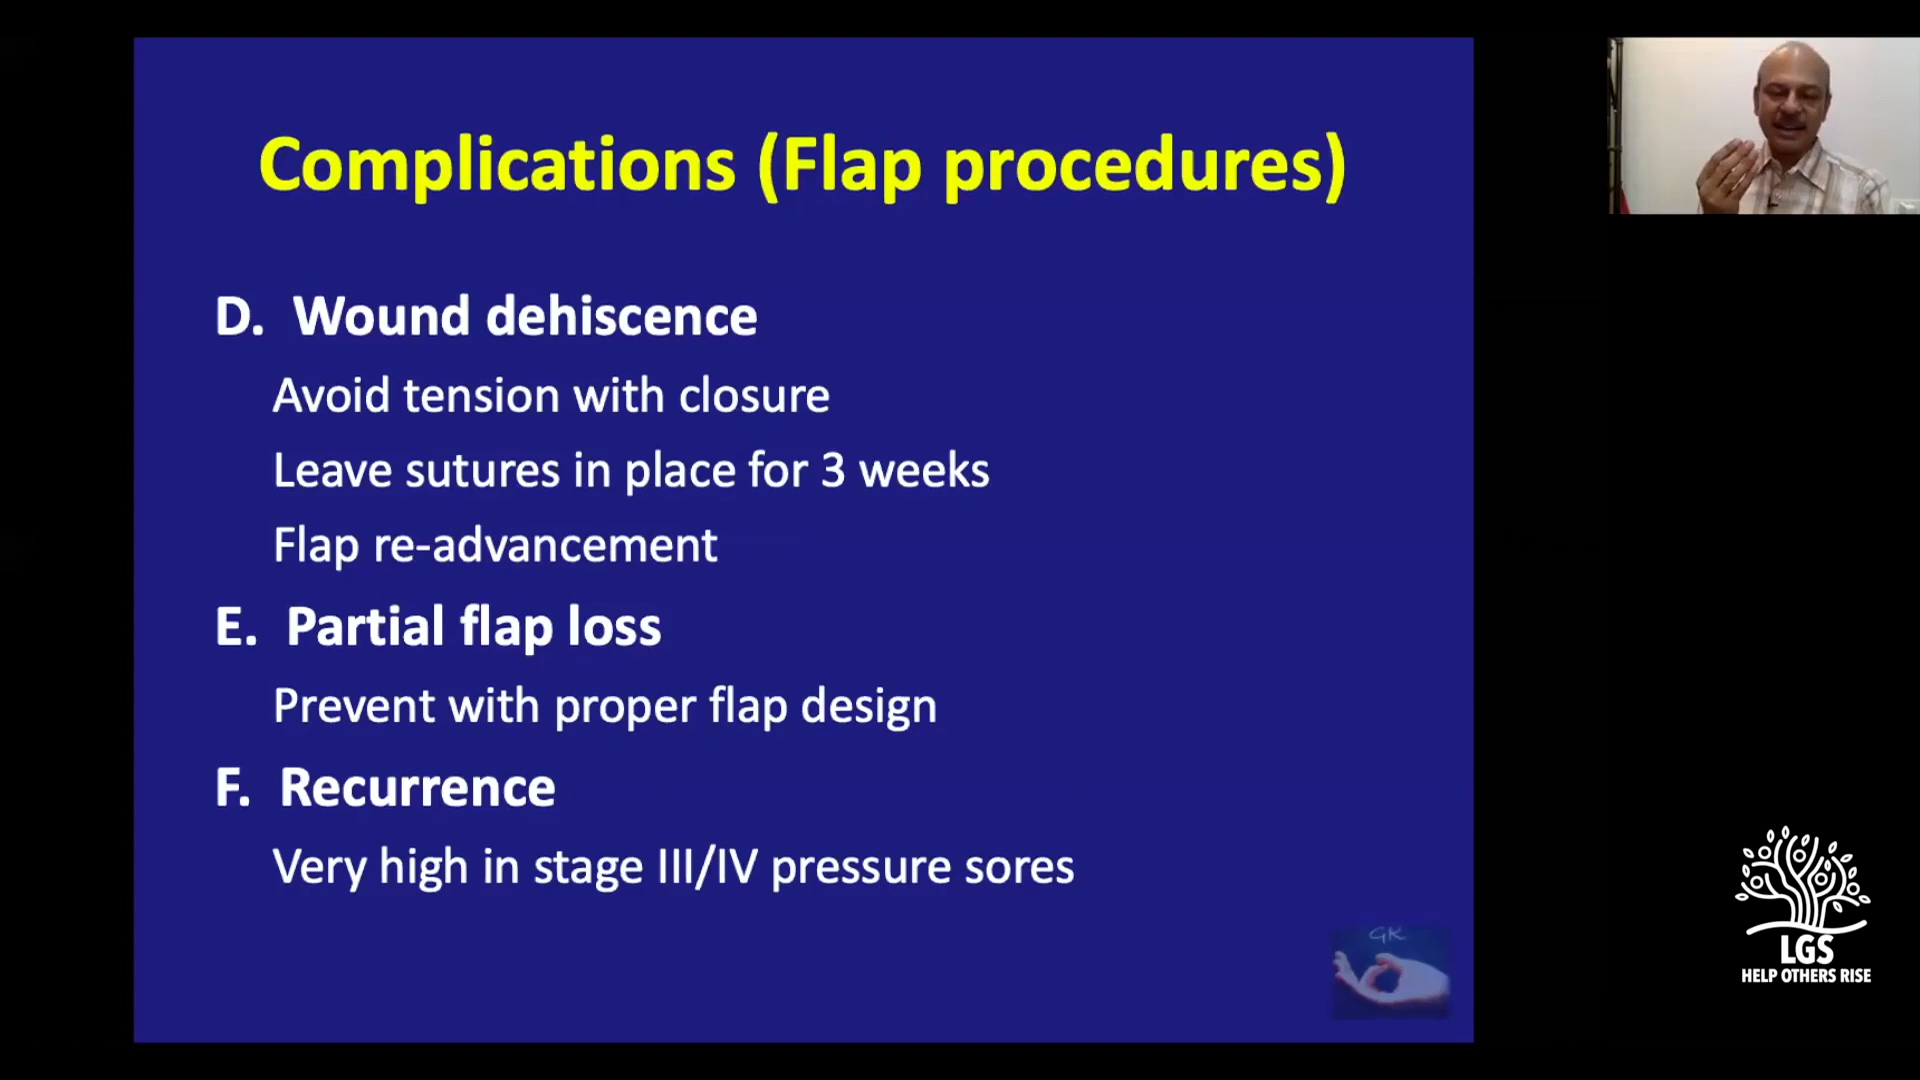 Complications (Flap procedures)
D. Wound dehiscence
Avoid tension with closure
Leave sutures in place for 3 weeks
Flap re-advancement
E. Partial flap loss
Prevent with proper flap design
F. Recurrence
Very high in stage III/IV pressure sores
GK
LGS
HELP OTHERS RISE